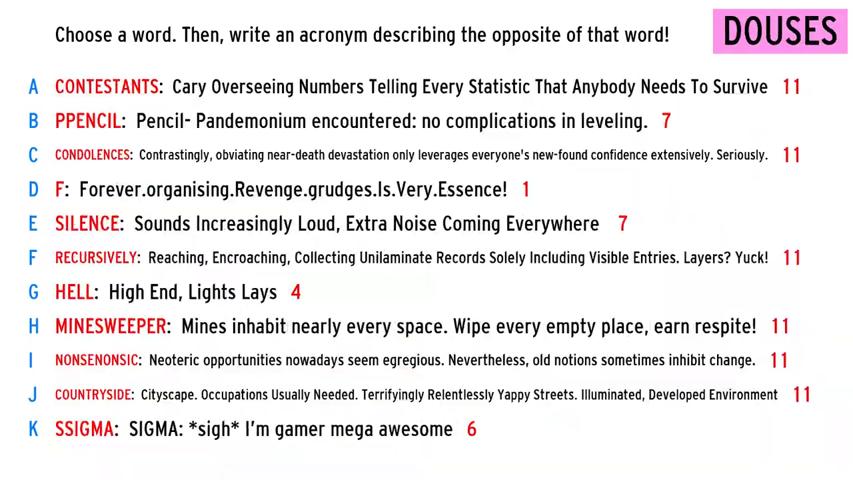 Choose a word. Then, write an acronym describing the opposite of that word!
DOUSES
A CONTESTANTS: Cary Overseeing Numbers Telling Every Statistic That Anybody Needs To Survive 11
B PPENCIL: Pencil- Pandemonium encountered: no complications in leveling. 7
C CONDOLENCES: Contrastingly, obviating near-death devastation only leverages everyone's new-found confidence extensively. Seriously. 11
D F: Forever.organising.Revenge.grudges.Is.Very.Essence! 1
E SILENCE: Sounds Increasingly Loud, Extra Noise Coming Everywhere 7
F RECURSIVELY: Reaching, Encroaching, Collecting Unilaminate Records Solely Including Visible Entries. Layers? Yuck! 11
G HELL: High End, Lights Lays 4
H MINESWEEPER: Mines inhabit nearly every space. Wipe every empty place, earn respite! 11
I NONSENONSIC: Neoteric opportunities nowadays seem egregious. Nevertheless, old notions sometimes inhibit change. 11
J COUNTRYSIDE: Cityscape. Occupations Usually Needed. Terrifyingly Relentlessly Yappy Streets. Illuminated, Developed Environment 11
K SSIGMA: SIGMA: *sigh* I'm gamer mega awesome 6